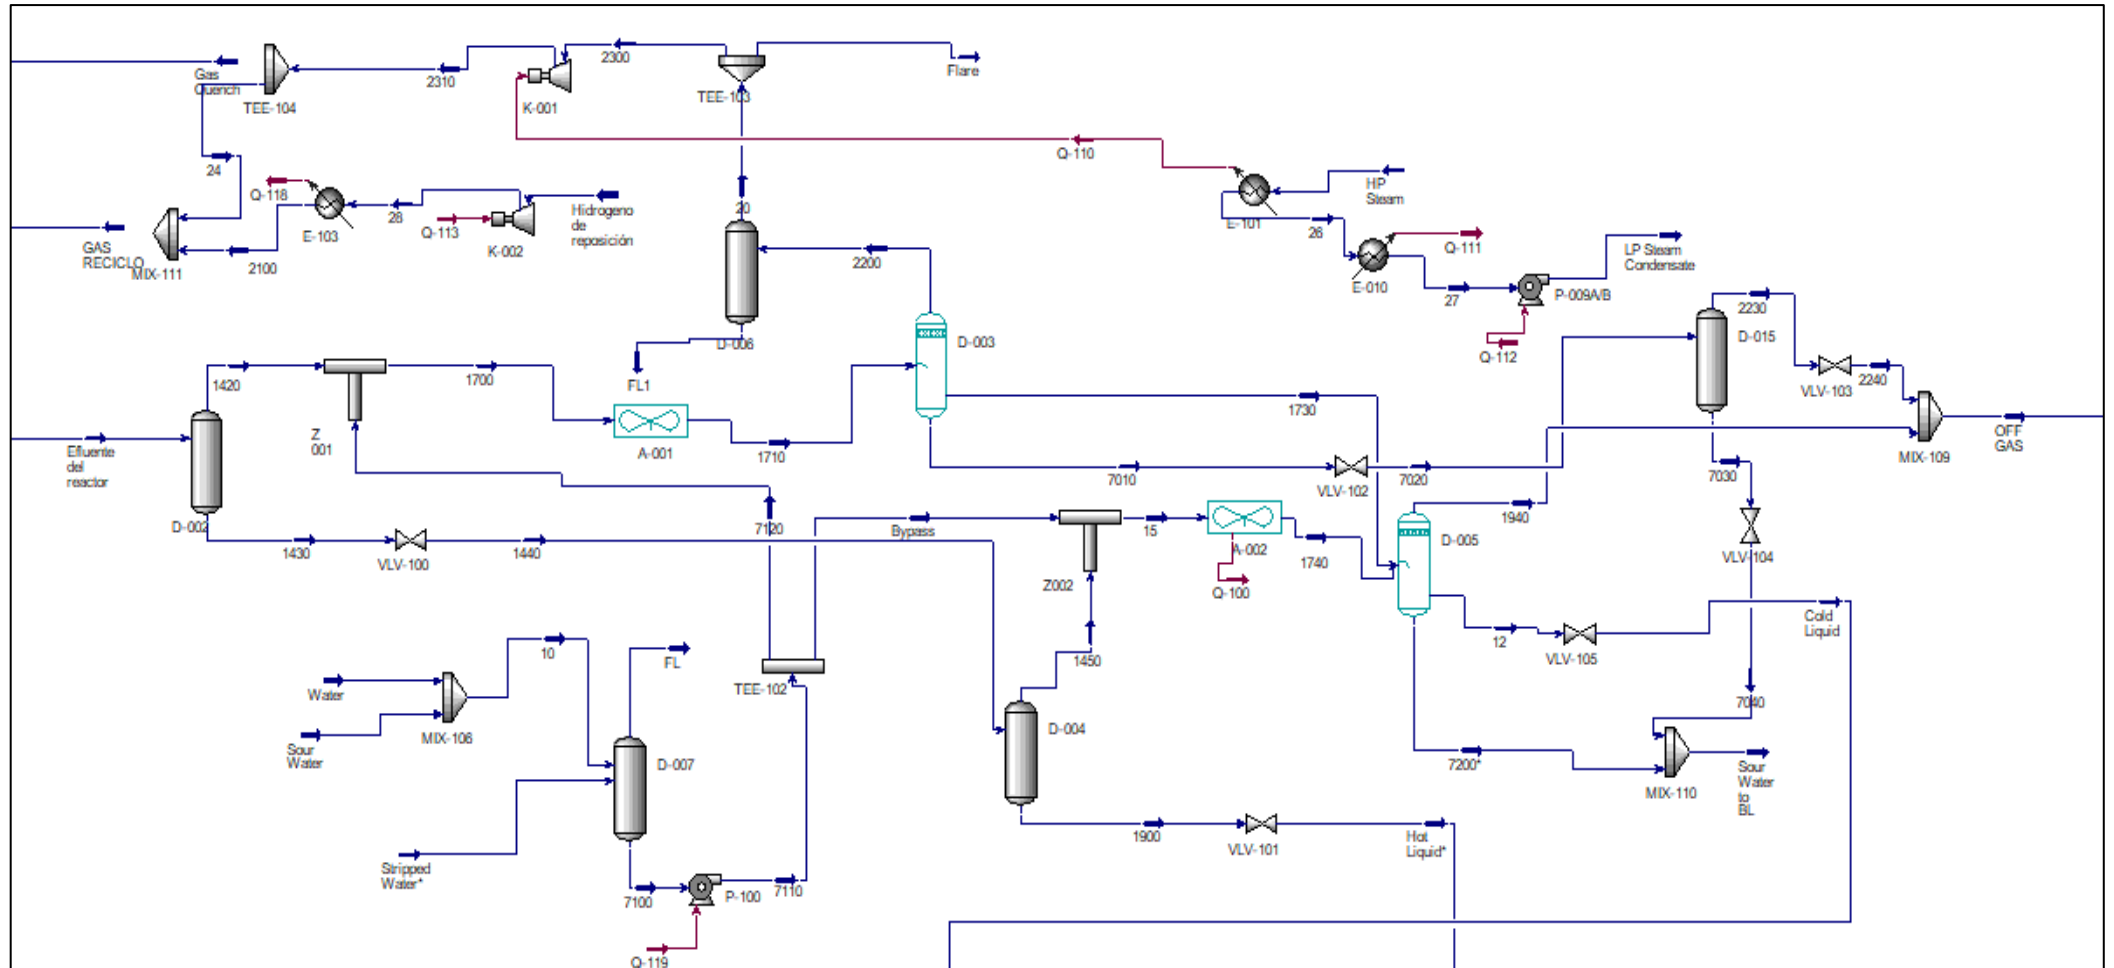 Gas
Quench
TEE-104
2310
K-001
2300
TEE-103
Flare
24
Q-118
E-103
28
Q-113
K-002
Hidrogeno
de
reposición
GAS
RECICLO
MIX-111
2100
20
2200
D-006
FL1
D-003
Q-110
HP
Steam
E-101
26
E-010
Q-111
27
P-009A/B
LP Steam
Condensate
Q-112
2230
D-015
VLV-103
2240
MIX-109
OFF
GAS
1420
Z
001
1700
A-001
1710
1730
Efluente
del
reactor
D-002
1430
VLV-100
1440
7120
Bypass
7010
VLV-102
7020
7030
1940
VLV-104
15
Z002
A-002
Q-100
1740
D-005
12
VLV-105
Cold
Liquid
7040
10
Water
Sour
Water
MIX-106
FL
TEE-102
1450
D-004
D-007
7200*
MIX-110
Sour
Water
to
BL
1900
VLV-101
Hot
Liquid*
Stripped
Water*
7100
P-100
7110
Q-119